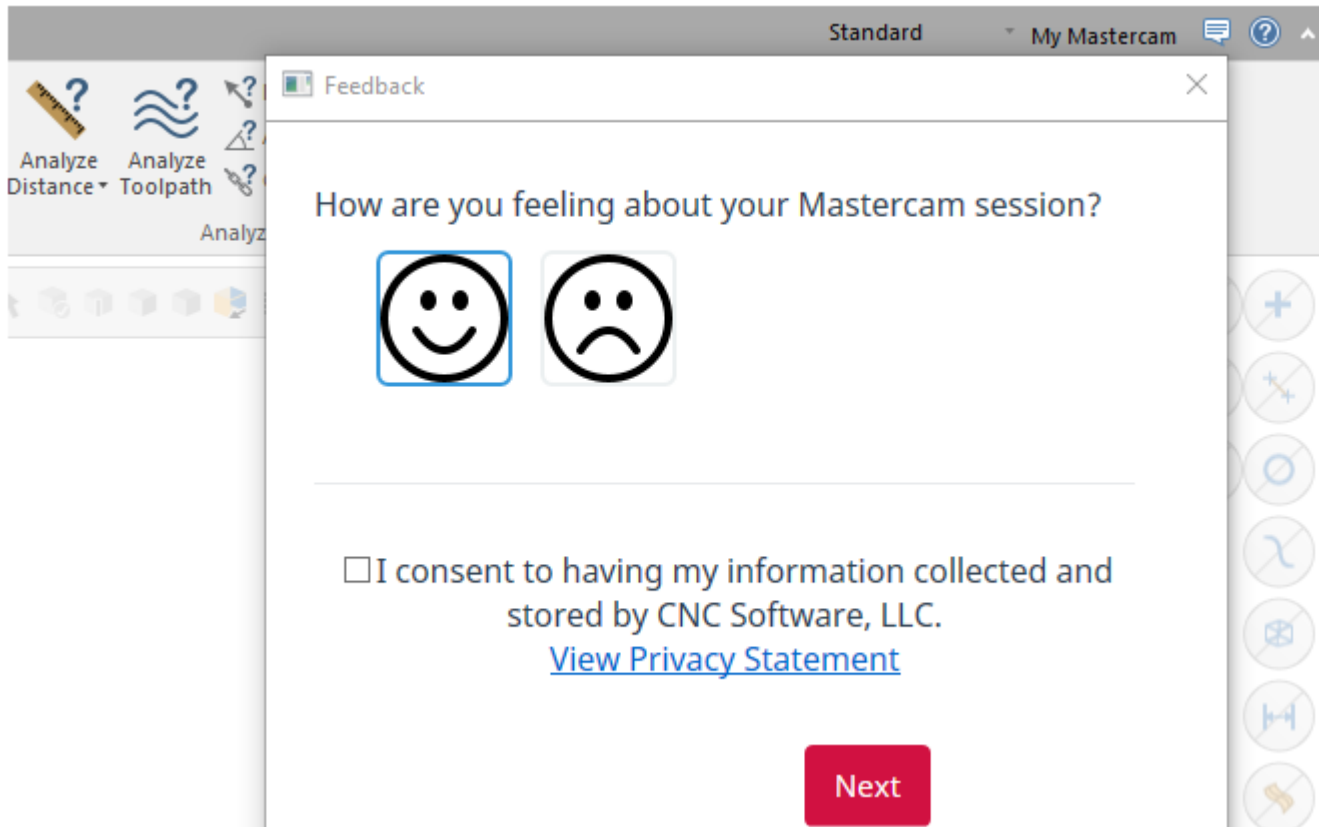 Standard
My Mastercam
Feedback
Analyze
Distance
Analyze
Toolpath
Analyz
How are you feeling about your Mastercam session?
I consent to having my information collected and
stored by CNC Software, LLC.
View Privacy Statement
Next